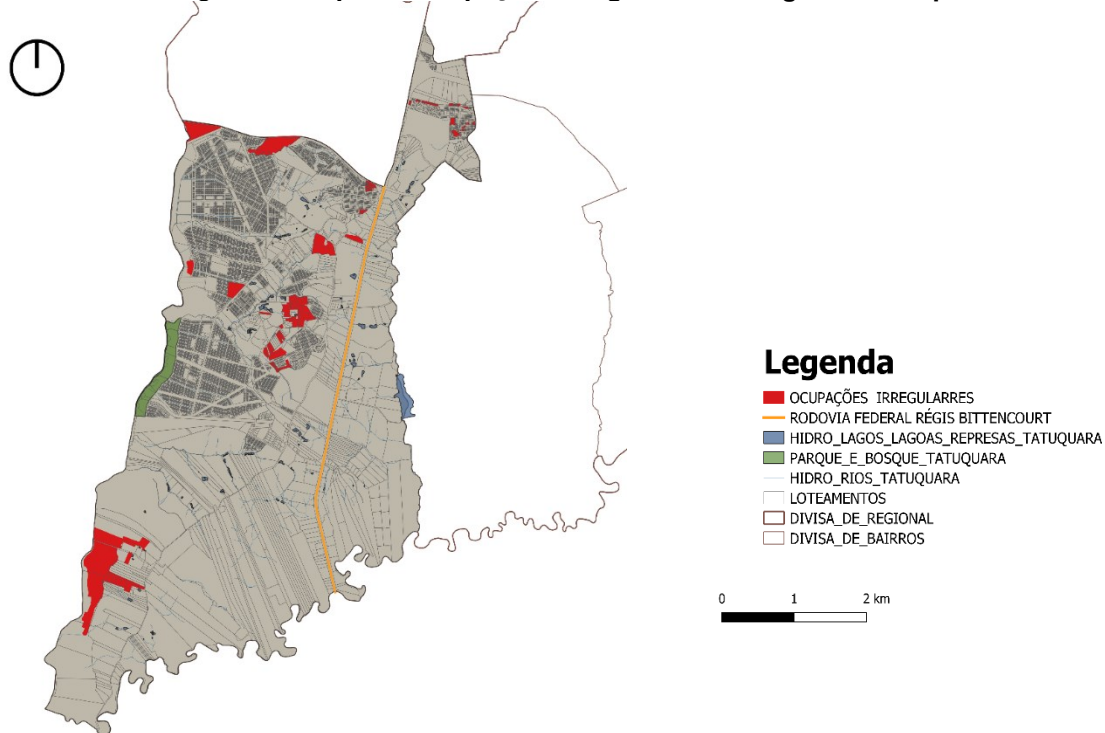 Legenda
OCUPAÇÕES IRREGULARRES
RODOVIA FEDERAL RÉGIS BITTENCOURT
HIDRO_LAGOS_LAGOAS_REPRESAS_TATUQUARA
PARQUE_E_BOSQUE_TATUQUARA
HIDRO_RIOS_TATUQUARA
LOTEAMENTOS
DIVISA_DE_REGIONAL
DIVISA_DE_BAIRROS
0 1 2 km